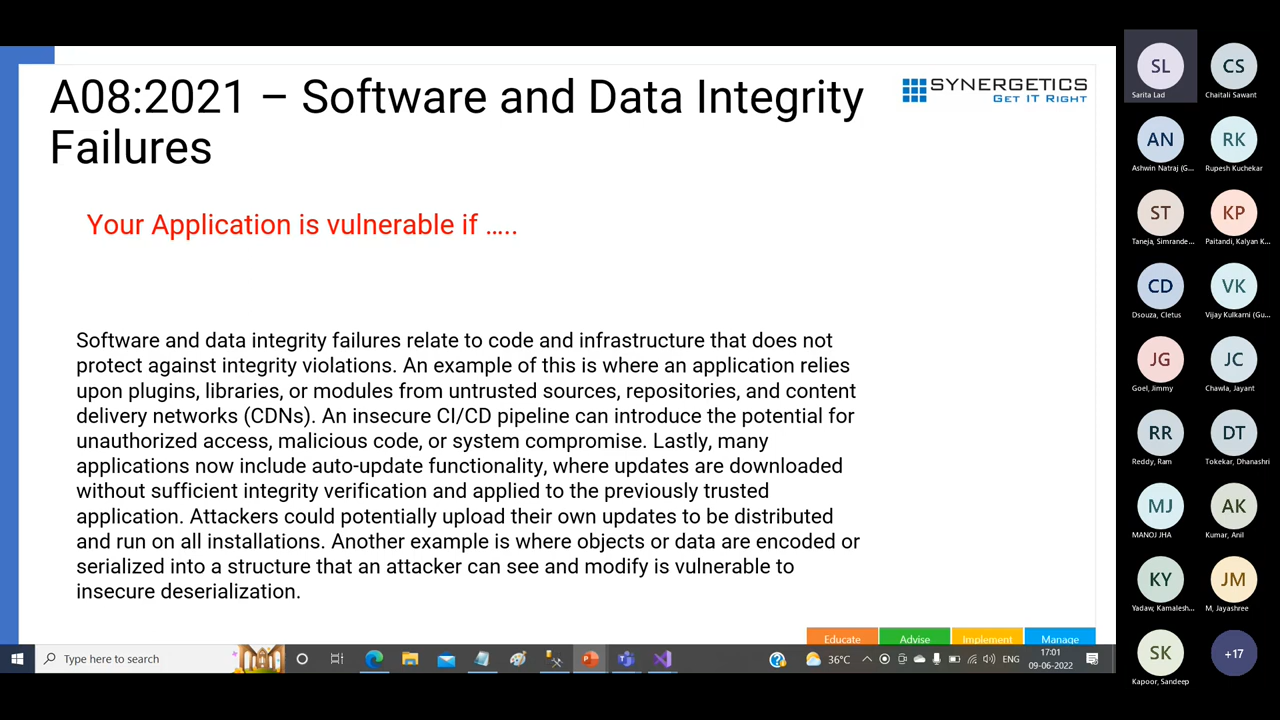 A08:2021 – Software and Data Integrity
Failures
SYNERGETICS
GET IT RIGHT
Your Application is vulnerable if …..
Software and data integrity failures relate to code and infrastructure that does not
protect against integrity violations. An example of this is where an application relies
upon plugins, libraries, or modules from untrusted sources, repositories, and content
delivery networks (CDNs). An insecure CI/CD pipeline can introduce the potential for
unauthorized access, malicious code, or system compromise. Lastly, many
applications now include auto-update functionality, where updates are downloaded
without sufficient integrity verification and applied to the previously trusted
application. Attackers could potentially upload their own updates to be distributed
and run on all installations. Another example is where objects or data are encoded or
serialized into a structure that an attacker can see and modify is vulnerable to
insecure deserialization.
Educate
Advise
Implement
Manage
Type here to search
36°C
ENG
17:01
09-06-2022
SL
Sarita Lad
CS
Chaitali Sawant
AN
Ashwin Natraj (G...
RK
Rupesh Kuchekar
ST
Taneja, Simrande...
KP
Paitandi, Kalyan K...
CD
Dsouza, Cletus
VK
Vijay Kulkarni (Gu...
JG
Goel, Jimmy
JC
Chawla, Jayant
RR
Reddy, Ram
DT
Tokekar, Dhanashri
MJ
MANOJ JHA
AK
Kumar, Anil
KY
Yadaw, Kamalesh...
JM
M, Jayashree
SK
Kapoor, Sandeep
+17